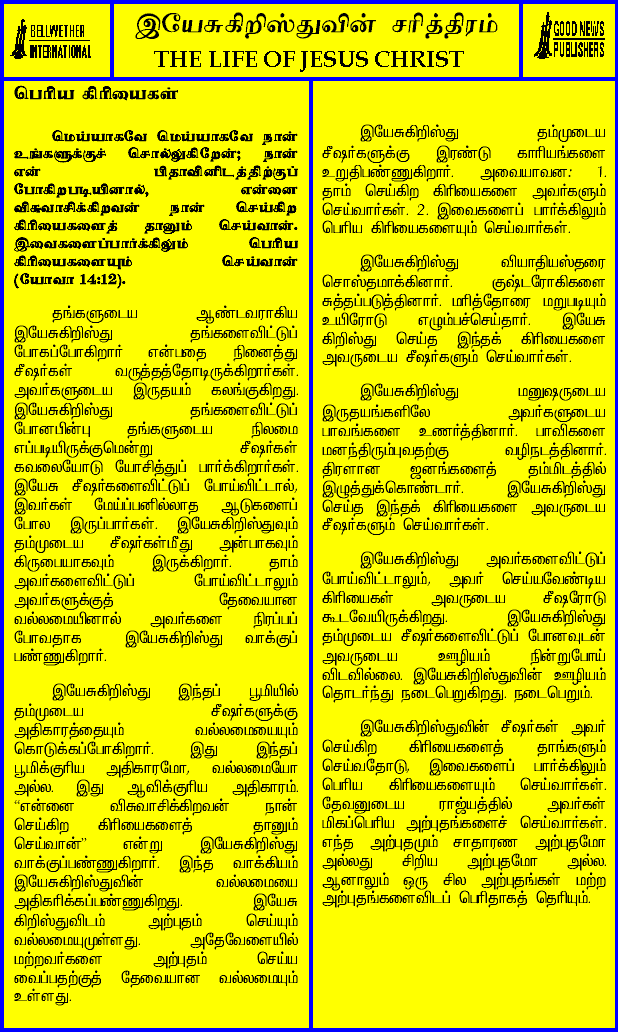 BELLWETHER
INTERNATIONAL
இயேசுகிறிஸ்துவின் சரித்திரம்
THE LIFE OF JESUS CHRIST
GOOD NEWS
PUBLISHERS
பெரிய கிரியைகள்
மெய்யாகவே மெய்யாகவே நான்
உங்களுக்குச் சொல்லுகிறேன்; நான்
என் பிதாவினிடத்திற்குப்
போகிறபடியினால், என்னை
விசுவாசிக்கிறவன் நான் செய்கிற
கிரியைகளைத் தானும் செய்வான்.
இவைகளைப்பார்க்கிலும் பெரிய
கிரியைகளையும் செய்வான்
(யோவா 14:12).
தங்களுடைய ஆண்டவராகிய
இயேசுகிறிஸ்து தங்களைவிட்டுப்
போகப்போகிறார் என்பதை நினைத்து
சீஷர்கள் வருத்தத்தோடிருக்கிறார்கள்.
அவர்களுடைய இருதயம் கலங்குகிறது.
இயேசுகிறிஸ்து தங்களைவிட்டுப்
போனபின்பு தங்களுடைய நிலமை
எப்படியிருக்குமென்று சீஷர்கள்
கவலையோடு யோசித்துப் பார்க்கிறார்கள்.
இயேசு சீஷர்களைவிட்டுப் போய்விட்டால்,
இவர்கள் மேய்ப்பனில்லாத ஆடுகளைப்
போல இருப்பார்கள். இயேசுகிறிஸ்துவும்
தம்முடைய சீஷர்கள்மீது அன்பாகவும்
கிருபையாகவும் இருக்கிறார். தாம்
அவர்களைவிட்டுப் போய்விட்டாலும்
அவர்களுக்குத் தேவையான
வல்லமையினால் அவர்களை நிரப்பப்
போவதாக இயேசுகிறிஸ்து வாக்குப்
பண்ணுகிறார்.
இயேசுகிறிஸ்து இந்தப் பூமியில்
தம்முடைய சீஷர்களுக்கு
அதிகாரத்தையும் வல்லமையையும்
கொடுக்கப்போகிறார். இது இந்தப்
பூமிக்குரிய அதிகாரமோ, வல்லமையோ
அல்ல. இது ஆவிக்குரிய அதிகாரம்.
“என்னை விசுவாசிக்கிறவன் நான்
செய்கிற கிரியைகளைத் தானும்
செய்வான்” என்று இயேசுகிறிஸ்து
வாக்குப்பண்ணுகிறார். இந்த வாக்கியம்
இயேசுகிறிஸ்துவின் வல்லமையை
அதிகரிக்கப்பண்ணுகிறது. இயேசு
கிறிஸ்துவிடம் அற்புதம் செய்யும்
வல்லமையுமுள்ளது. அதேவேளையில்
மற்றவர்களை அற்புதம் செய்ய
வைப்பதற்குத் தேவையான வல்லமையும்
உள்ளது.
இயேசுகிறிஸ்து தம்முடைய
சீஷர்களுக்கு இரண்டு காரியங்களை
உறுதிபண்ணுகிறார். அவையாவன: 1.
தாம் செய்கிற கிரியைகளை அவர்களும்
செய்வார்கள். 2. இவைகளைப் பார்க்கிலும்
பெரிய கிரியைகளையும் செய்வார்கள்.
இயேசுகிறிஸ்து வியாதியஸ்தரை
சொஸ்தமாக்கினார். குஷ்டரோகிகளை
சுத்தப்படுத்தினார். மரித்தோரை மறுபடியும்
உயிரோடு எழும்பச்செய்தார். இயேசு
கிறிஸ்து செய்த இந்தக் கிரியைகளை
அவருடைய சீஷர்களும் செய்வார்கள்.
இயேசுகிறிஸ்து மனுஷருடைய
இருதயங்களிலே அவர்களுடைய
பாவங்களை உணர்த்தினார். பாவிகளை
மனந்திரும்புவதற்கு வழிநடத்தினார்.
திரளான ஜனங்களைத் தம்மிடத்தில்
இழுத்துக்கொண்டார். இயேசுகிறிஸ்து
செய்த இந்தக் கிரியைகளை அவருடைய
சீஷர்களும் செய்வார்கள்.
இயேசுகிறிஸ்து அவர்களைவிட்டுப்
போய்விட்டாலும், அவர் செய்யவேண்டிய
கிரியைகள் அவருடைய சீஷரோடு
கூடவேயிருக்கிறது. இயேசுகிறிஸ்து
தம்முடைய சீஷர்களைவிட்டுப் போனவுடன்
அவருடைய ஊழியம் நின்றுபோய்
விடவில்லை. இயேசுகிறிஸ்துவின் ஊழியம்
தொடர்ந்து நடைபெறுகிறது. நடைபெறும்.
இயேசுகிறிஸ்துவின் சீஷர்கள் அவர்
செய்கிற கிரியைகளைத் தாங்களும்
செய்வதோடு, இவைகளைப் பார்க்கிலும்
பெரிய கிரியைகளையும் செய்வார்கள்.
தேவனுடைய ராஜ்யத்தில் அவர்கள்
மிகப்பெரிய அற்புதங்களைச் செய்வார்கள்.
எந்த அற்புதமும் சாதாரண அற்புதமோ
அல்லது சிறிய அற்புதமோ அல்ல.
ஆனாலும் ஒரு சில அற்புதங்கள் மற்ற
அற்புதங்களைவிடப் பெரிதாகத் தெரியும்.